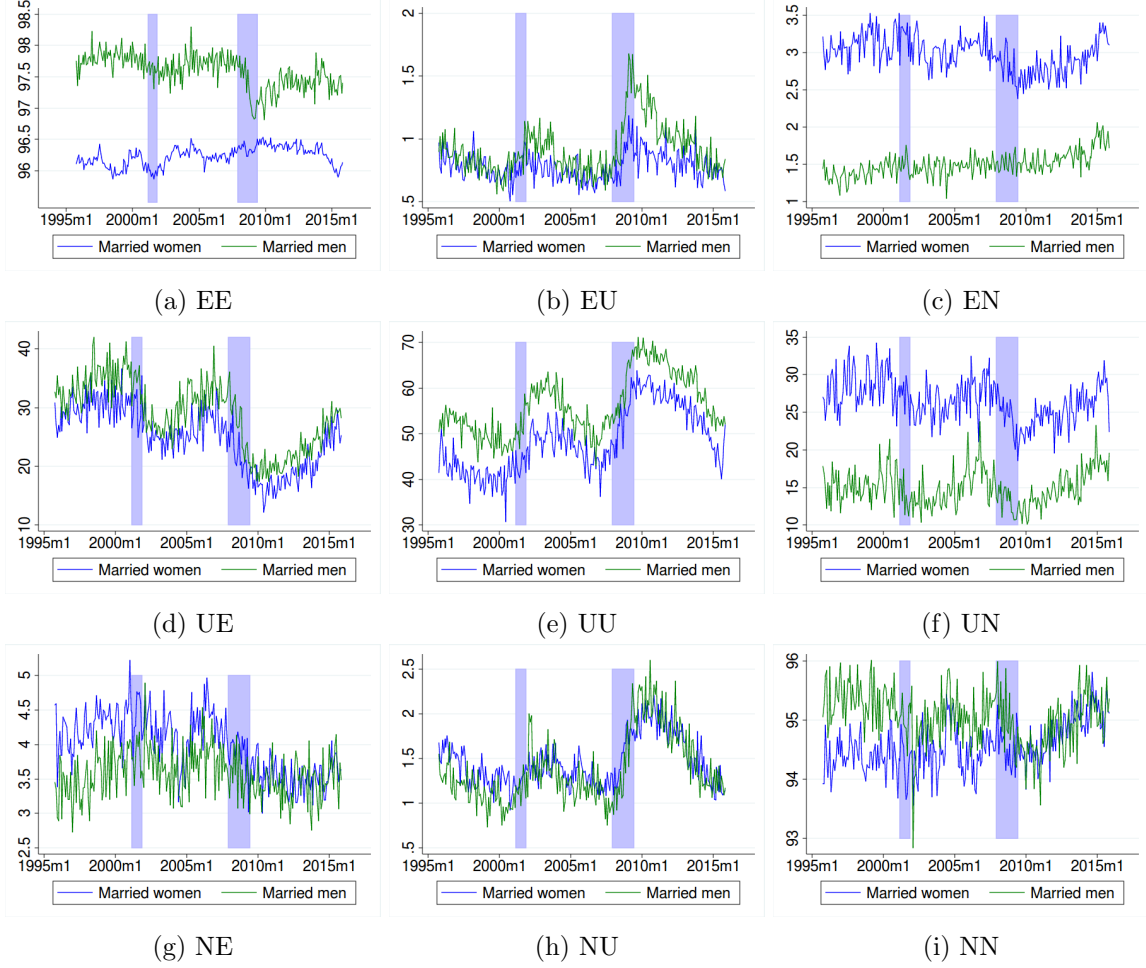 98.5
98
97.5
97
96.5
96
1995m1 2000m1 2005m1 2010m1 2015m1
Married women Married men
(a) EE
2
1.5
1
.5
1995m1 2000m1 2005m1 2010m1 2015m1
Married women Married men
(b) EU
3.5
3
2.5
2
1.5
1
1995m1 2000m1 2005m1 2010m1 2015m1
Married women Married men
(c) EN
40
30
20
10
1995m1 2000m1 2005m1 2010m1 2015m1
Married women Married men
(d) UE
70
60
50
40
30
1995m1 2000m1 2005m1 2010m1 2015m1
Married women Married men
(e) UU
35
30
25
20
15
10
1995m1 2000m1 2005m1 2010m1 2015m1
Married women Married men
(f) UN
5
4.5
4
3.5
3
2.5
1995m1 2000m1 2005m1 2010m1 2015m1
Married women Married men
(g) NE
2.5
2
1.5
1
.5
1995m1 2000m1 2005m1 2010m1 2015m1
Married women Married men
(h) NU
96
95
94
93
1995m1 2000m1 2005m1 2010m1 2015m1
Married women Married men
(i) NN